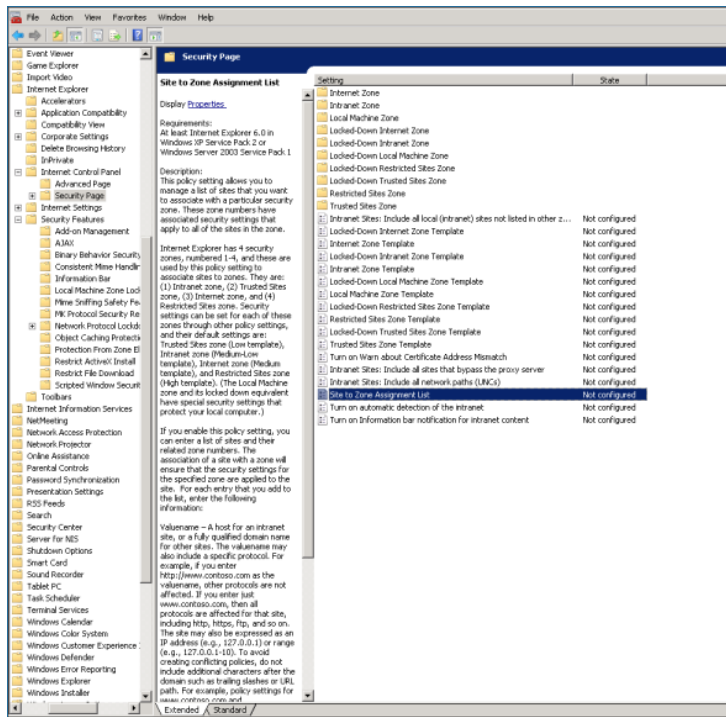 File Action View Favorites Window Help
Event Viewer
Game Explorer
Import Video
Internet Explorer
Accelerators
Application Compatibility
Compatibility View
Corporate Settings
Delete Browsing History
InPrivate
Internet Control Panel
Advanced Page
Security Page
Internet Settings
Security Features
Add-on Management
AJAX
Binary Behavior Security
Consistent Mime Handlin
Information Bar
Local Machine Zone Lock
Mime Sniffing Safety Fea
MK Protocol Security Re
Network Protocol Lockdo
Object Caching Protectio
Protection From Zone El
Restrict ActiveX Install
Restrict File Download
Scripted Window Securit
Toolbars
Internet Information Services
NetMeeting
Network Access Protection
Network Projector
Online Assistance
Parental Controls
Password Synchronization
Presentation Settings
RSS Feeds
Search
Security Center
Server for NIS
Shutdown Options
Smart Card
Sound Recorder
Tablet PC
Task Scheduler
Terminal Services
Windows Calendar
Windows Color System
Windows Customer Experience
Windows Defender
Windows Error Reporting
Windows Explorer
Windows Installer
Security Page
Site to Zone Assignment List
Display Properties
Requirements:
At least Internet Explorer 6.0 in
Windows XP Service Pack 2 or
Windows Server 2003 Service Pack 1
Description:
This policy setting allows you to
manage a list of sites that you want
to associate with a particular security
zone. These zone numbers have
associated security settings that
apply to all of the sites in the zone.
Internet Explorer has 4 security
zones, numbered 1-4, and these are
used by this policy setting to
associate sites to zones. They are:
(1) Intranet zone, (2) Trusted Sites
zone, (3) Internet zone, and (4)
Restricted Sites zone. Security
settings can be set for each of these
zones through other policy settings,
and their default settings are:
Trusted Sites zone (Low template),
Intranet zone (Medium-Low
template), Internet zone (Medium
template), and Restricted Sites zone
(High template). (The Local Machine
zone and its locked down equivalent
have special security settings that
protect your local computer.)
If you enable this policy setting, you
can enter a list of sites and their
related zone numbers. The
association of a site with a zone will
ensure that the security settings for
the specified zone are applied to the
site. For each entry that you add to
the list, enter the following
information:
Valuename – A host for an intranet
site, or a fully qualified domain name
for other sites. The valuename may
also include a specific protocol. For
example, if you enter
http://www.contoso.com as the
valuename, other protocols are not
affected. If you enter just
www.contoso.com, then all
protocols are affected for that site,
including http, https, ftp, and so on.
The site may also be expressed as an
IP address (e.g., 127.0.0.1) or range
(e.g., 127.0.0.1-10). To avoid
creating conflicting policies, do not
include additional characters after the
domain such as trailing slashes or URL
path. For example, policy settings for
www.contoso.com and
Setting State
Internet Zone
Intranet Zone
Local Machine Zone
Locked-Down Internet Zone
Locked-Down Intranet Zone
Locked-Down Local Machine Zone
Locked-Down Restricted Sites Zone
Locked-Down Trusted Sites Zone
Restricted Sites Zone
Trusted Sites Zone
Intranet Sites: Include all local (intranet) sites not listed in other z... Not configured
Locked-Down Internet Zone Template Not configured
Internet Zone Template Not configured
Locked-Down Intranet Zone Template Not configured
Intranet Zone Template Not configured
Locked-Down Local Machine Zone Template Not configured
Local Machine Zone Template Not configured
Locked-Down Restricted Sites Zone Template Not configured
Restricted Sites Zone Template Not configured
Locked-Down Trusted Sites Zone Template Not configured
Trusted Sites Zone Template Not configured
Turn on Warn about Certificate Address Mismatch Not configured
Intranet Sites: Include all sites that bypass the proxy server Not configured
Intranet Sites: Include all network paths (UNCs) Not configured
Site to Zone Assignment List Not configured
Turn on automatic detection of the intranet Not configured
Turn on Information bar notification for intranet content Not configured
Extended Standard